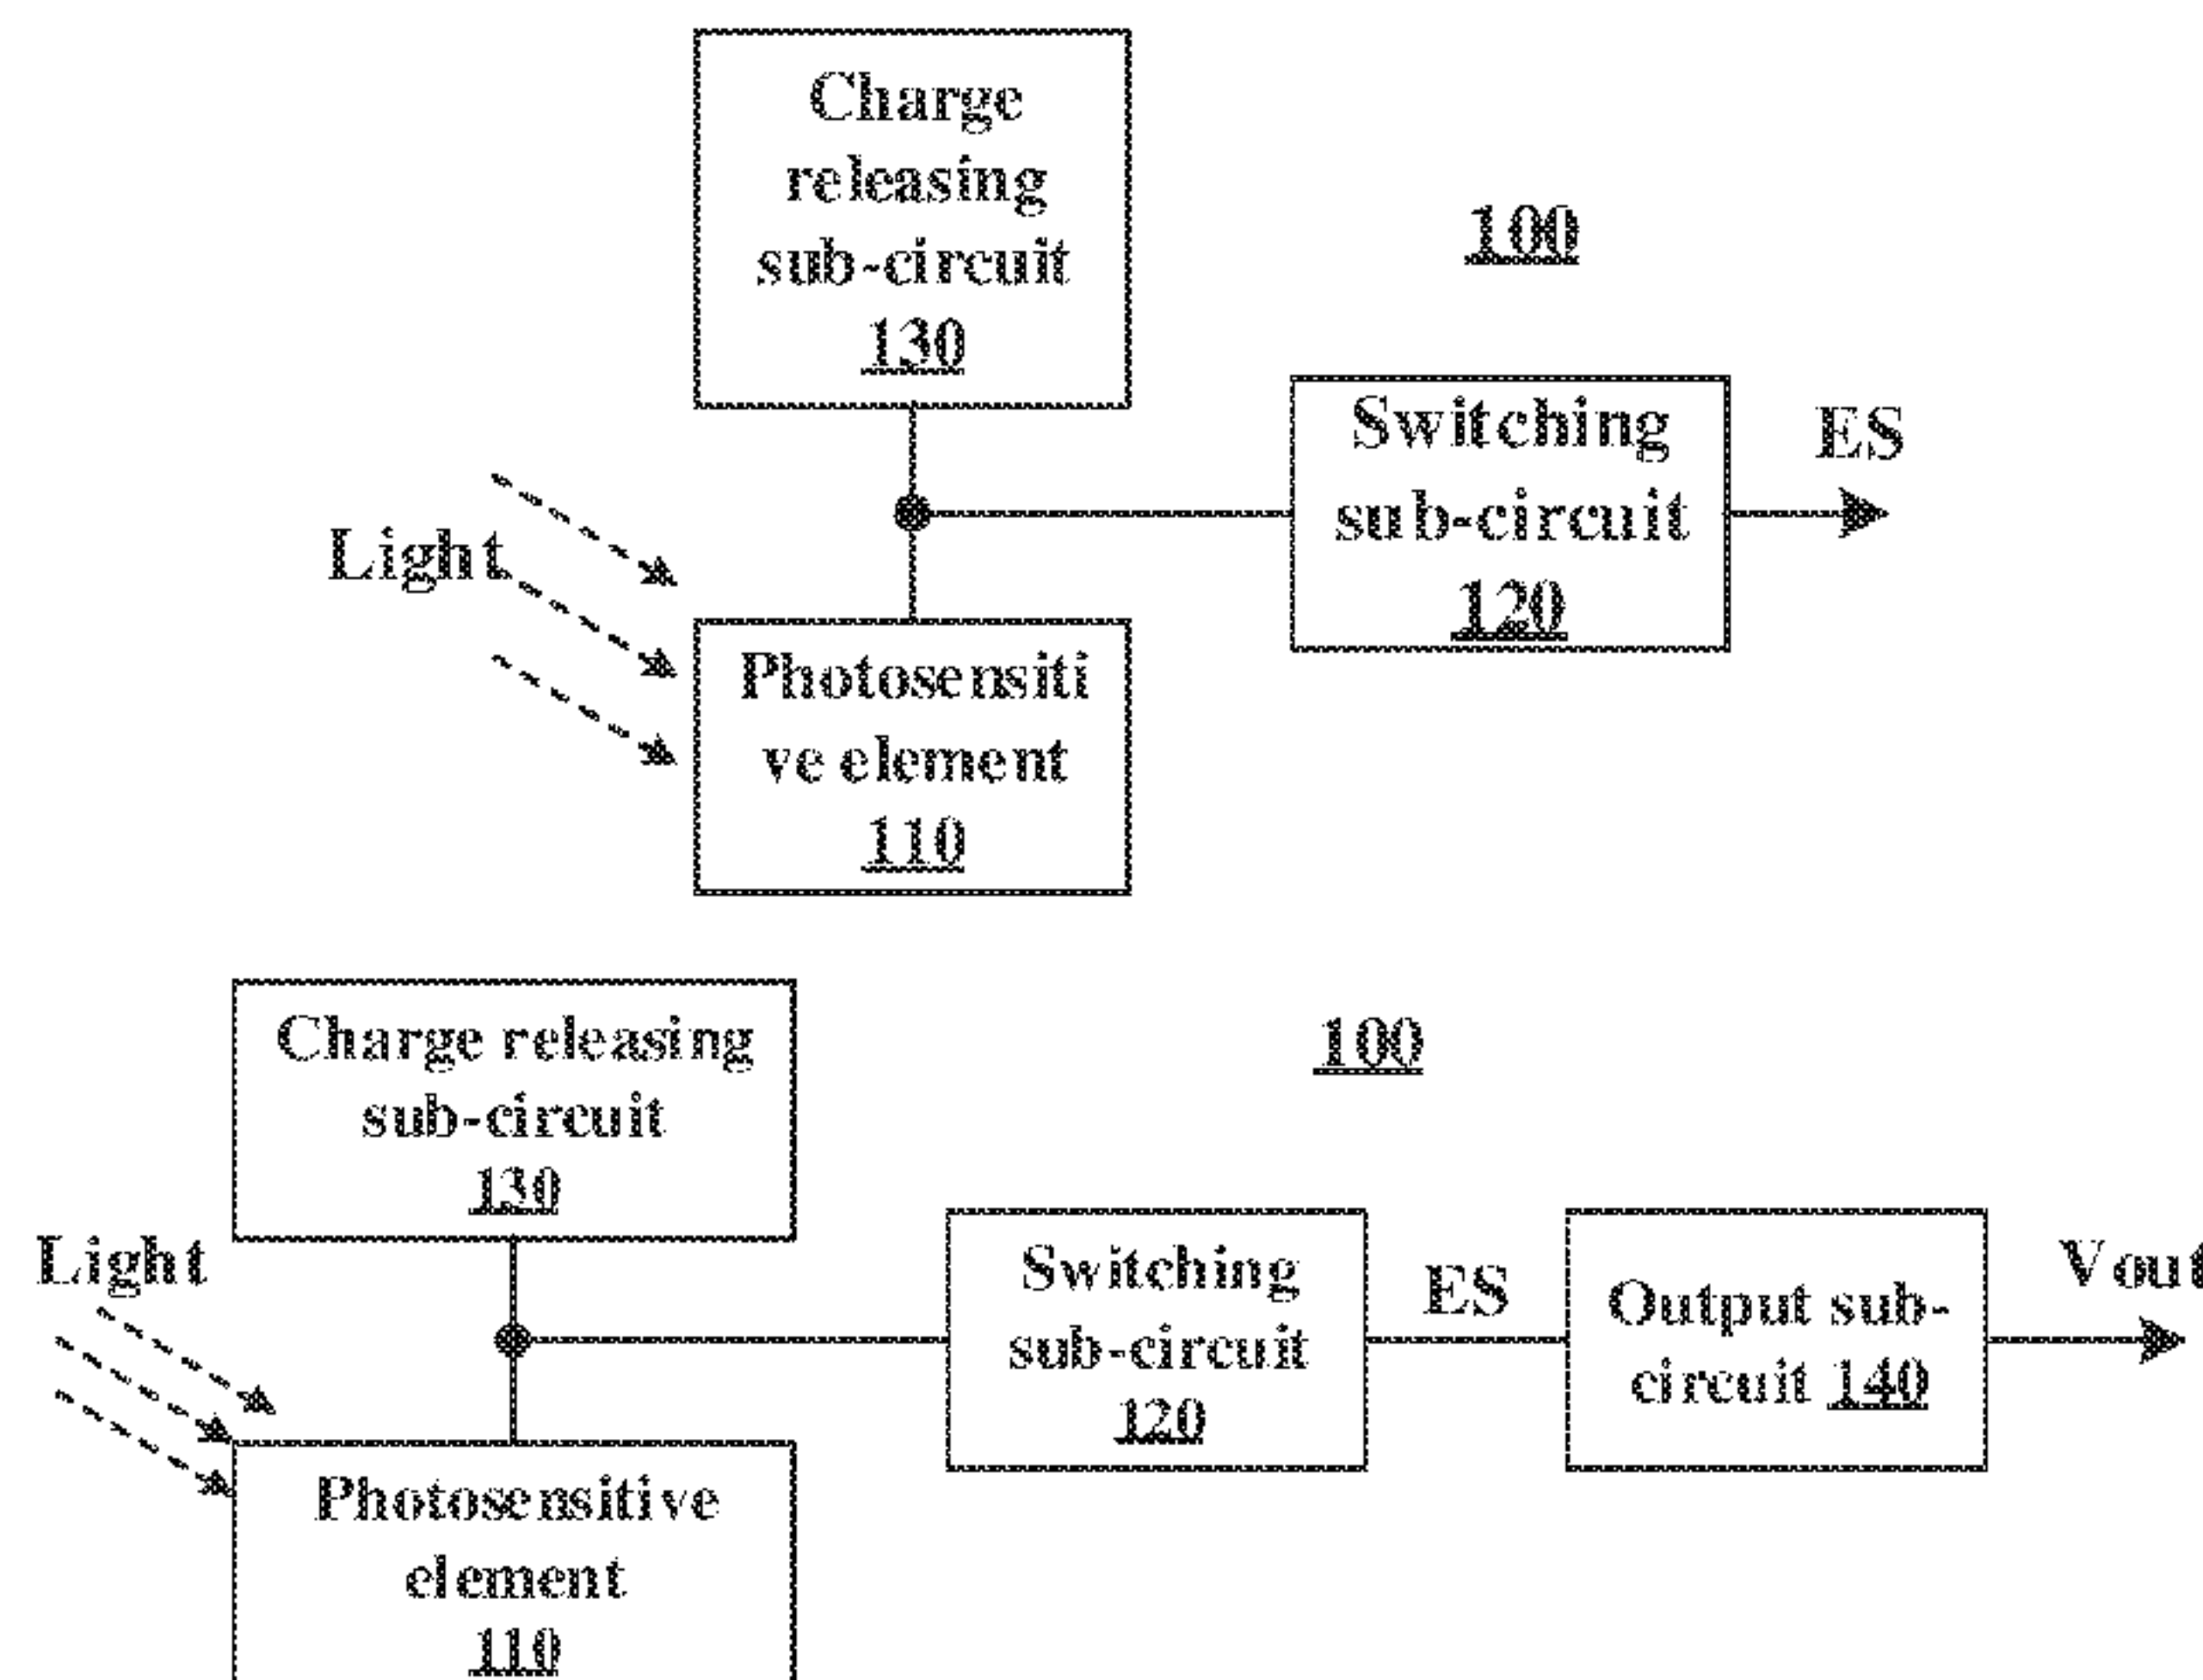 Charge
releasing
sub-circuit
130
100
Switching
sub-circuit
120
ES
Light
Photosensiti
ve element
110
Charge releasing
sub-circuit
130
100
Light
Switching
sub-circuit
120
ES
Output sub-
circuit 140
Vout
Photosensitive
element
110